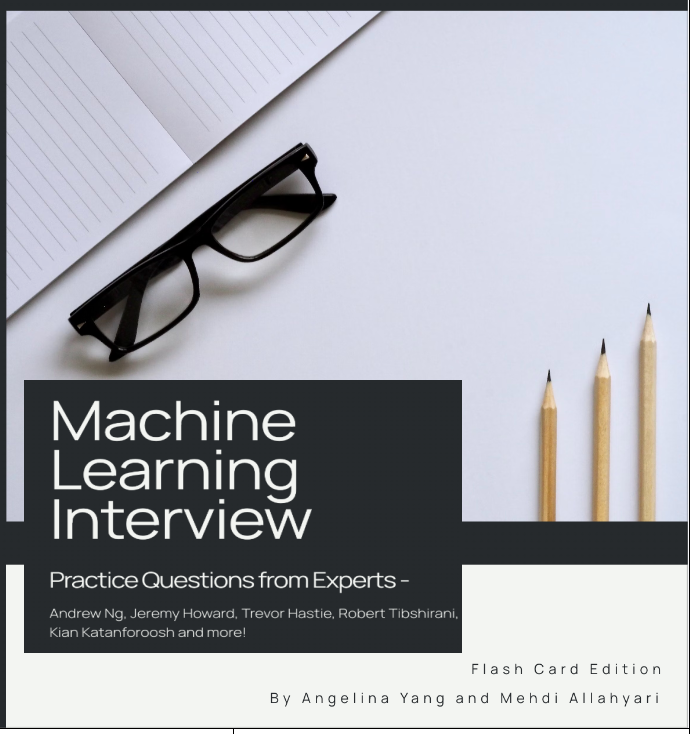 Machine
Learning
Interview
Practice Questions from Experts -
Andrew Ng, Jeremy Howard, Trevor Hastie, Robert Tibshirani,
Kian Katanforoosh and more!
Flash Card Edition
By Angelina Yang and Mehdi Allahyari